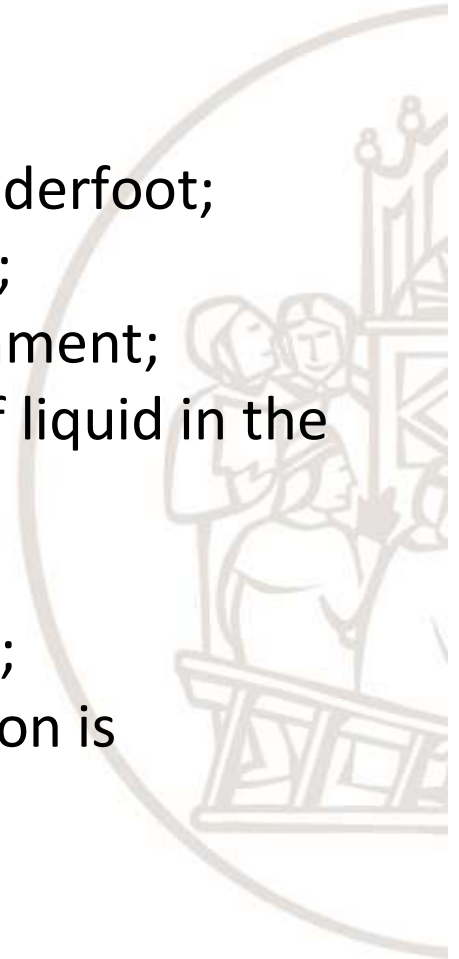 derfoot;
;
ment;
liquid in the
;
on is